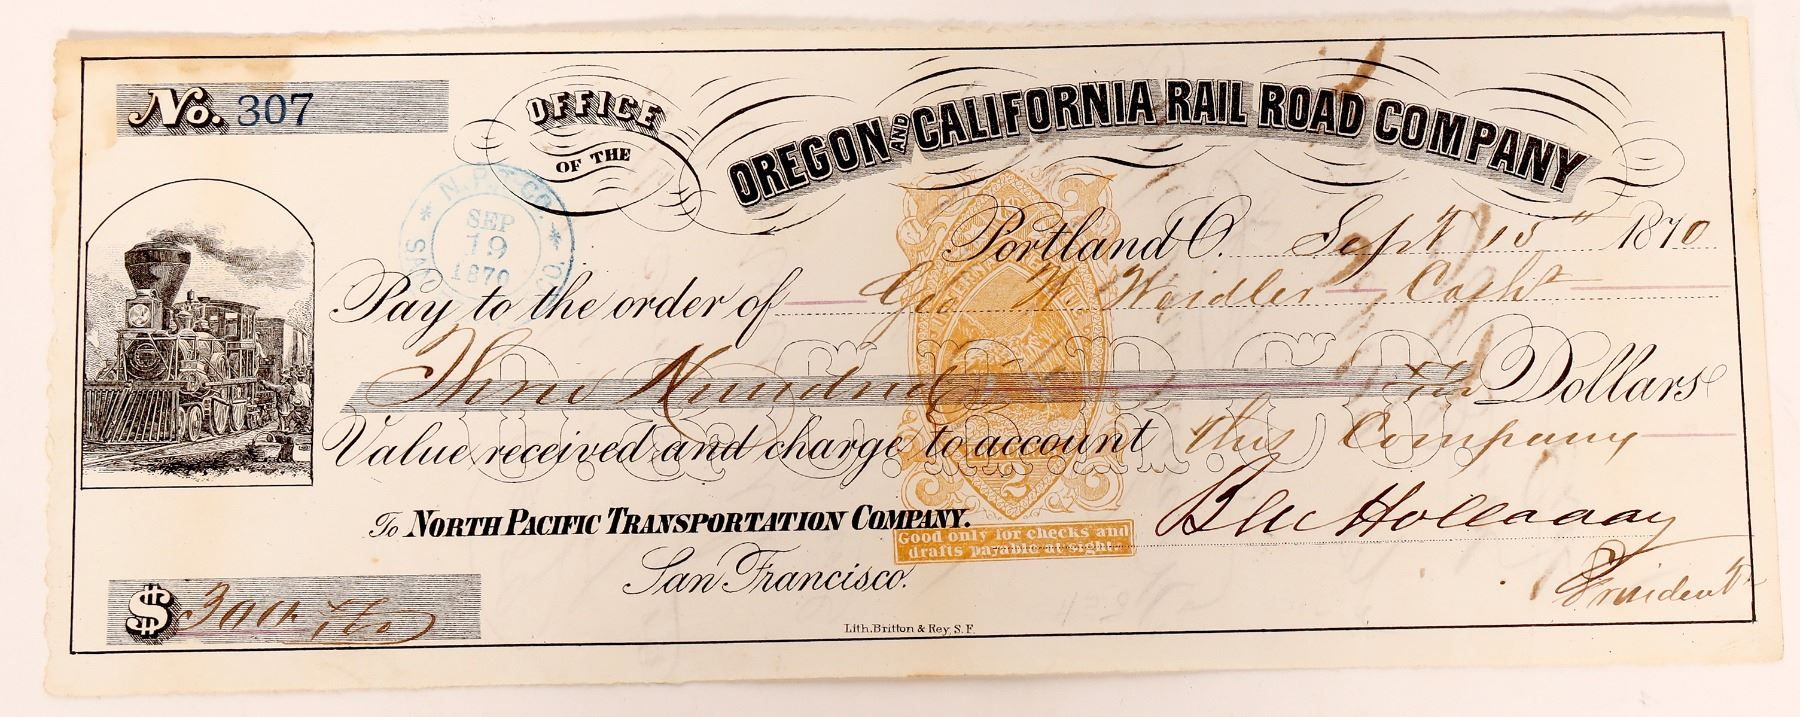 No. 307
OFFICE OF THE
OREGON AND CALIFORNIA RAIL ROAD COMPANY
N.P.T.Co.
SEP
19
1870
Portland O. Sept 15th 1870
Pay to the order of Geo W. Weidler, Cash
Three Hundred Dollars
Value received and charge to account this Company
To NORTH PACIFIC TRANSPORTATION COMPANY.
San Francisco.
Good only for checks and
drafts payable at sight.
2
Ben Holladay
President
$ 300
Lith. Britton & Rey, S. F.